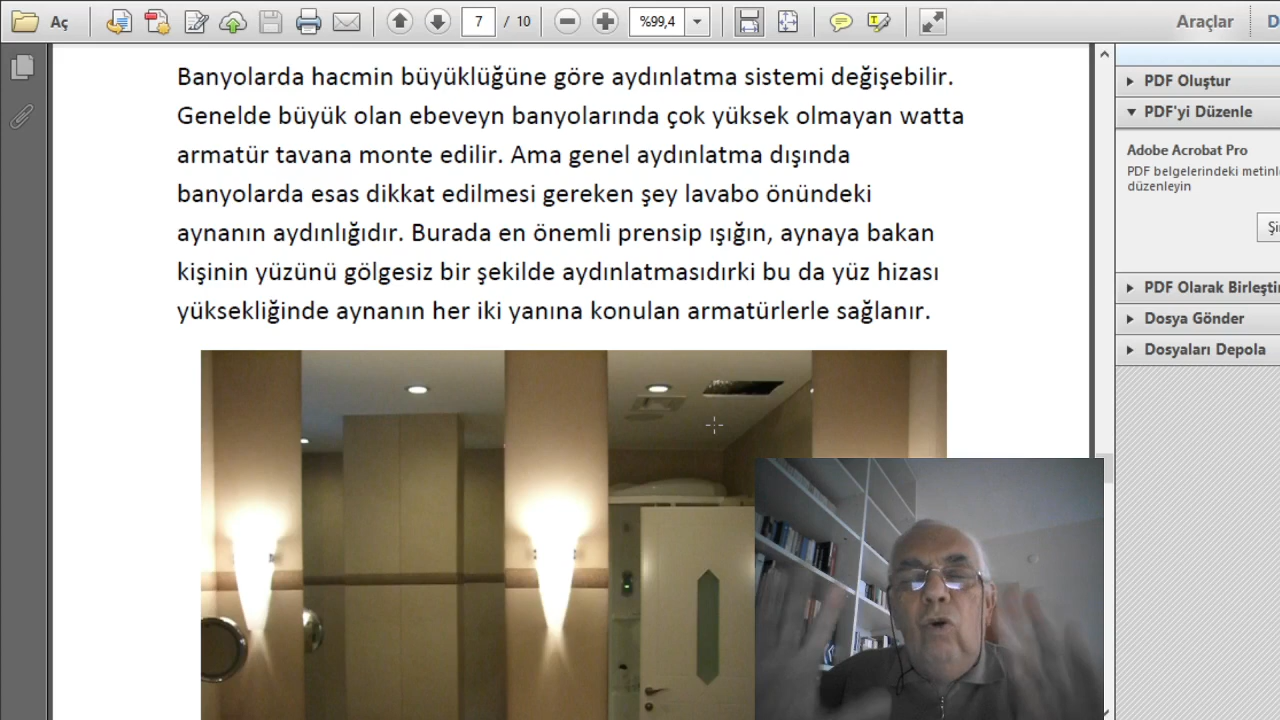 Aç
7 / 10
%99,4
Araçlar
Banyolarda hacmin büyüklüğüne göre aydınlatma sistemi değişebilir.
Genelde büyük olan ebeveyn banyolarında çok yüksek olmayan watta
armatür tavana monte edilir. Ama genel aydınlatma dışında
banyolarda esas dikkat edilmesi gereken şey lavabo önündeki
aynanın aydınlığıdır. Burada en önemli prensip ışığın, aynaya bakan
kişinin yüzünü gölgesiz bir şekilde aydınlatmasıdırki bu da yüz hizası
yüksekliğinde aynanın her iki yanına konulan armatürlerle sağlanır.
PDF Oluştur
PDF'yi Düzenle
Adobe Acrobat Pro
PDF belgelerindeki metinl
düzenleyin
Şi
PDF Olarak Birleştir
Dosya Gönder
Dosyaları Depola